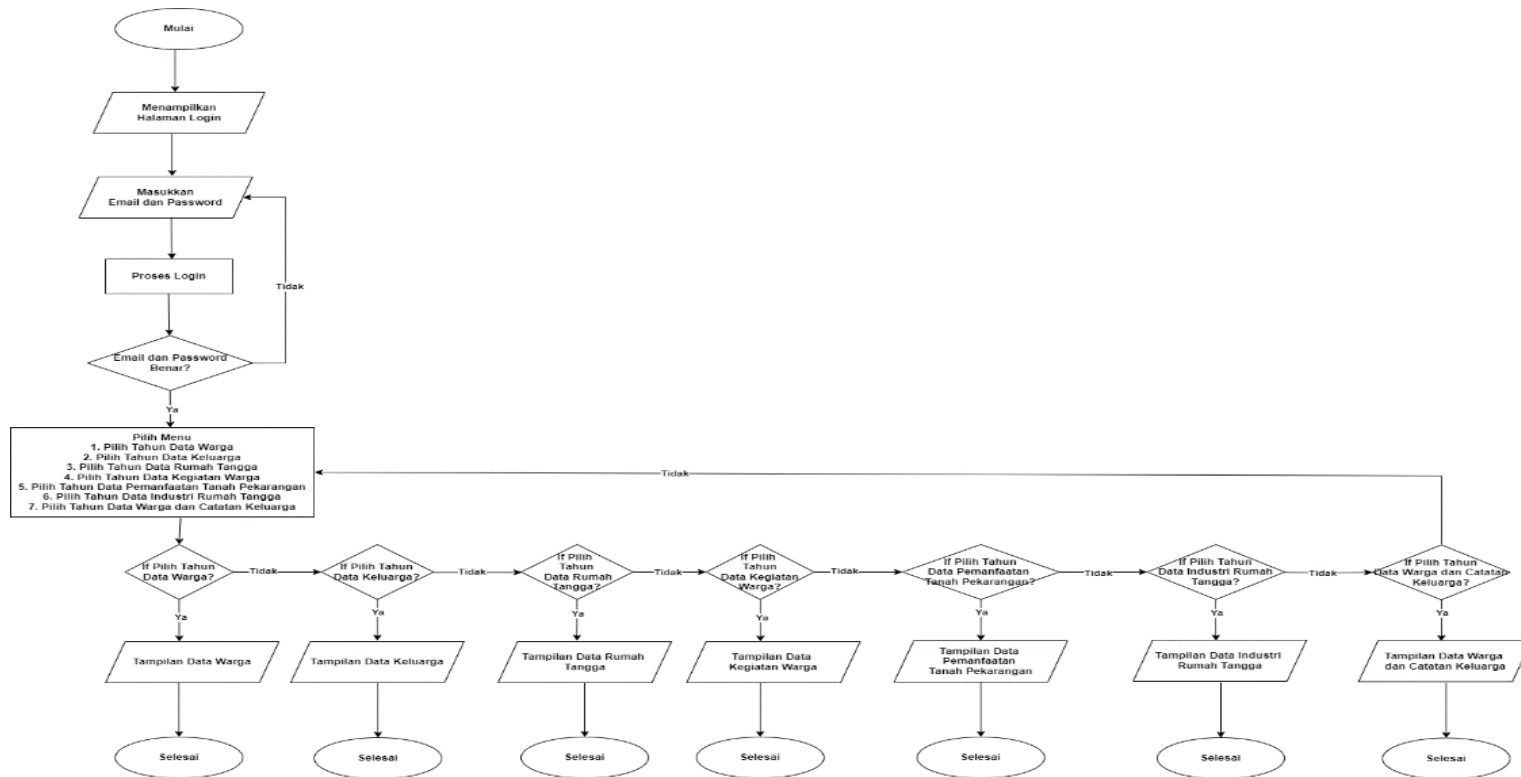 Mulai
Menampilkan
Halaman Login
Masukkan
Email dan Password
Proses Login
Tidak
Email dan Password
Benar?
Ya
Pilih Menu
1. Pilih Tahun Data Warga
2. Pilih Tahun Data Keluarga
3. Pilih Tahun Data Rumah Tangga
4. Pilih Tahun Data Kegiatan Warga
5. Pilih Tahun Data Pemanfaatan Tanah Pekarangan
6. Pilih Tahun Data Industri Rumah Tangga
7. Pilih Tahun Data Warga dan Catatan Keluarga
Tidak
If Pilih Tahun
Data Warga?
Tidak
If Pilih Tahun
Data Keluarga?
Tidak
If Pilih
Tahun
Data Rumah
Tangga?
Tidak
If Pilih
Tahun
Data Kegiatan
Warga?
Tidak
If Pilih Tahun
Data Pemanfaatan
Tanah Pekarangan?
Tidak
If Pilih Tahun
Data Industri Rumah
Tangga?
Tidak
If Pilih Tahun
Data Warga dan Catatan
Keluarga?
Ya
Ya
Ya
Ya
Ya
Ya
Ya
Tampilan Data Warga
Tampilan Data Keluarga
Tampilan Data Rumah
Tangga
Tampilan Data
Kegiatan Warga
Tampilan Data
Pemanfaatan
Tanah Pekarangan
Tampilan Data Industri
Rumah Tangga
Tampilan Data Warga
dan Catatan Keluarga
Selesai
Selesai
Selesai
Selesai
Selesai
Selesai
Selesai